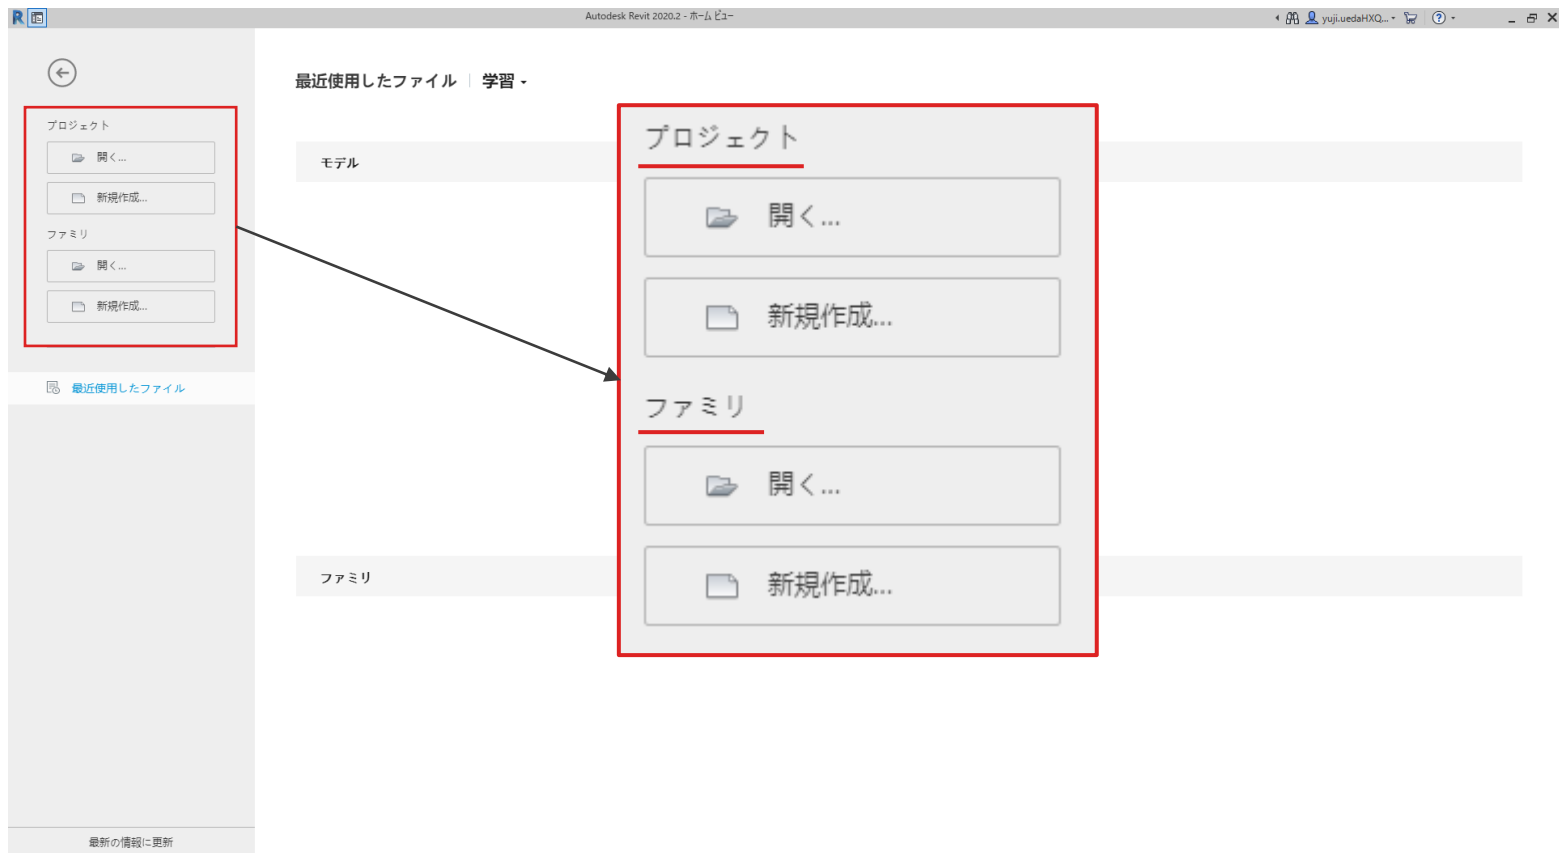 R
Autodesk Revit 2020.2 - ホーム ビュー
yuji.uedaHXQ...
?
最近使用したファイル 学習
プロジェクト
開く...
新規作成...
ファミリ
開く...
新規作成...
最近使用したファイル
最新の情報に更新
モデル
ファミリ
プロジェクト
開く...
新規作成...
ファミリ
開く...
新規作成...